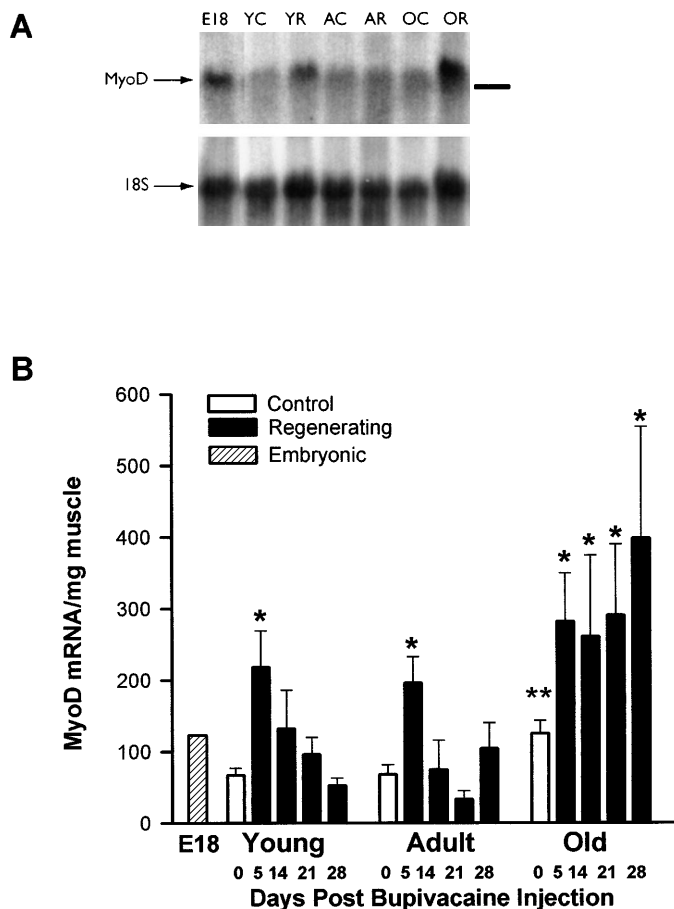 A
E18 YC YR AC AR OC OR
MyoD
18S
B
600
500
400
300
200
100
0
MyoD mRNA/mg muscle
Control
Regenerating
Embryonic
*
*
**
*
*
*
*
E18 Young Adult Old
0 5 14 21 28 0 5 14 21 28 0 5 14 21 28
Days Post Bupivacaine Injection